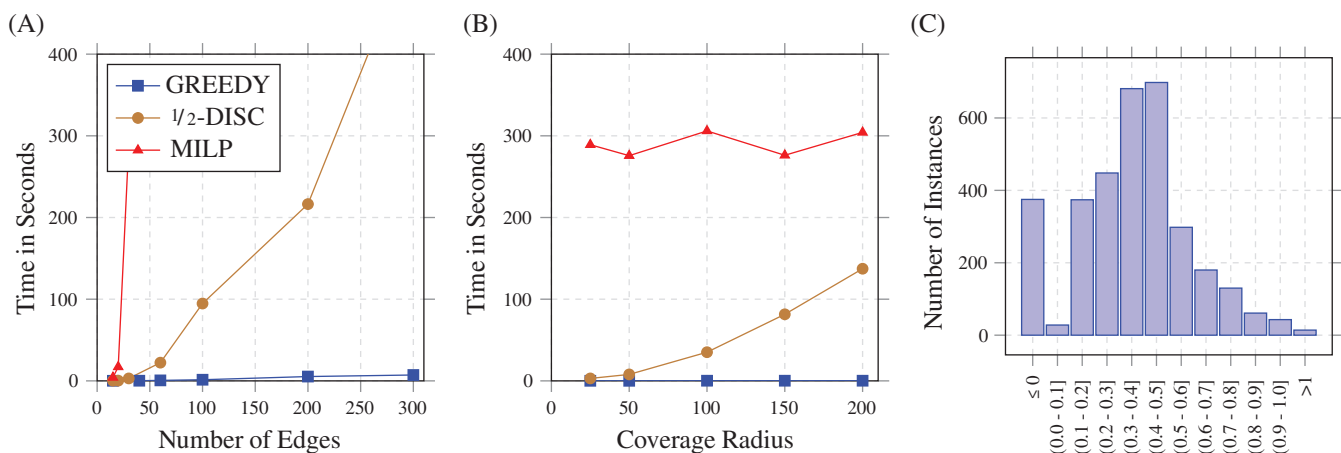 (A)
400
300
200
100
0
0
50
100
150
200
250
300
Time in Seconds
Number of Edges
GREEDY
1/2-DISC
MILP
(B)
400
300
200
100
0
0
50
100
150
200
Time in Seconds
Coverage Radius
(C)
600
400
200
0
Number of Instances
≤ 0
(0.0 - 0.1]
(0.1 - 0.2]
(0.2 - 0.3]
(0.3 - 0.4]
(0.4 - 0.5]
(0.5 - 0.6]
(0.6 - 0.7]
(0.7 - 0.8]
(0.8 - 0.9]
(0.9 - 1.0]
>1